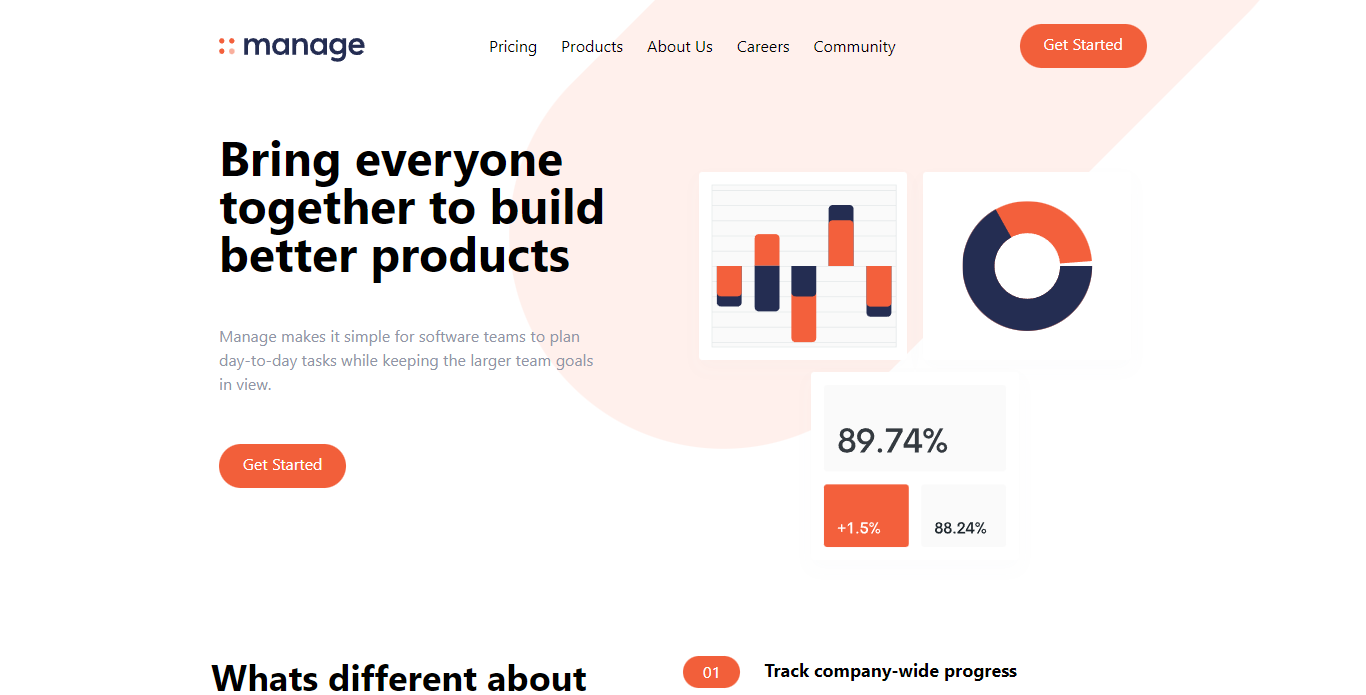 manage
Pricing
Products
About Us
Careers
Community
Get Started
Bring everyone
together to build
better products
Manage makes it simple for software teams to plan
day-to-day tasks while keeping the larger team goals
in view.
Get Started
89.74%
+1.5%
88.24%
Whats different about
01
Track company-wide progress